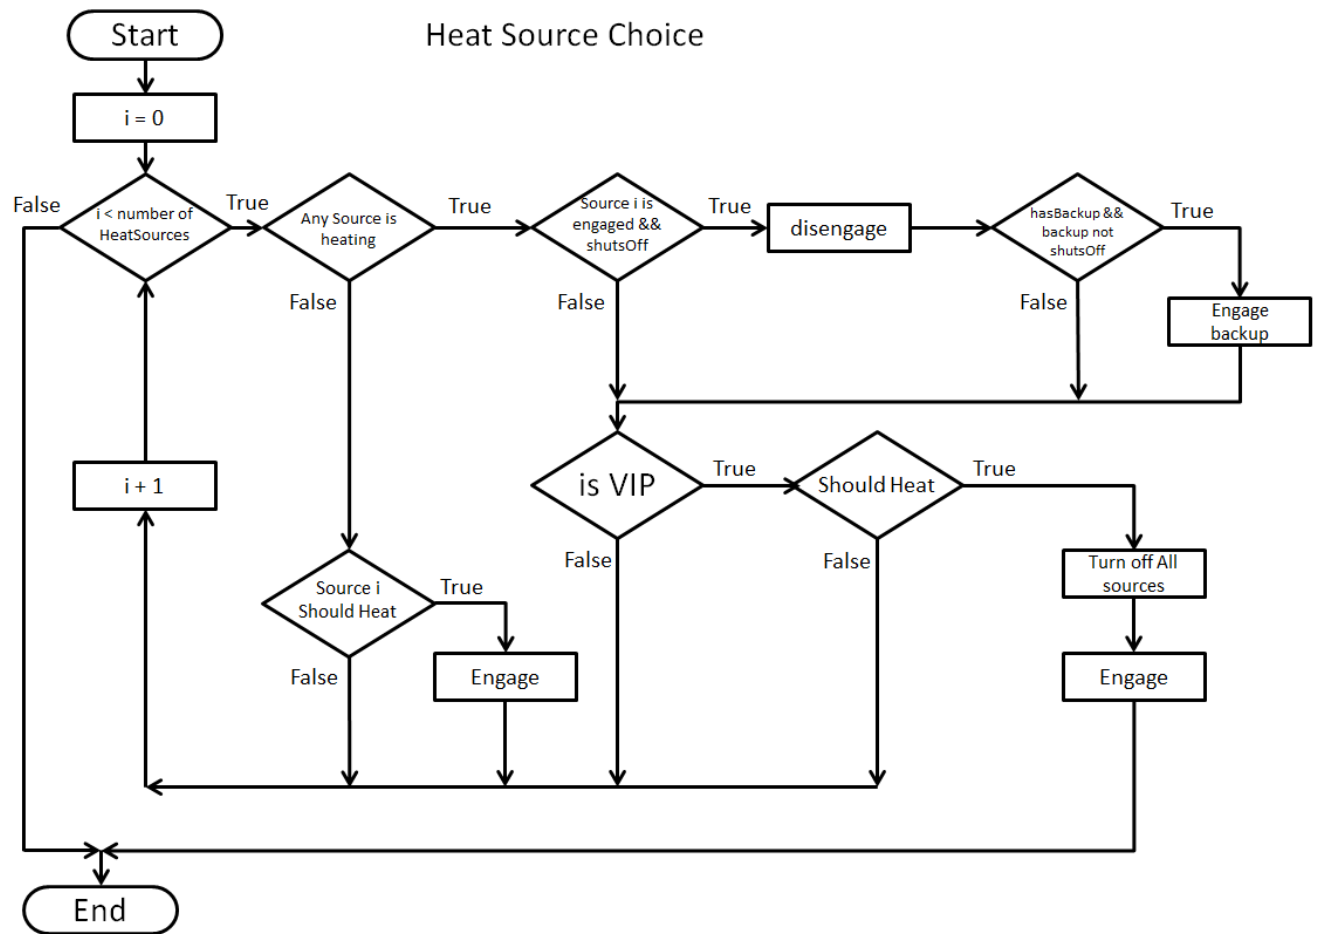 Start
Heat Source Choice
i = 0
False
i < number of
HeatSources
True
Any Source is
heating
True
Source i is
engaged &&
shutsOff
True
disengage
hasBackup &&
backup not
shutsOff
True
False
False
False
Engage
backup
i + 1
is VIP
True
Should Heat
True
False
False
Turn off All
sources
Source i
Should Heat
True
False
Engage
Engage
End